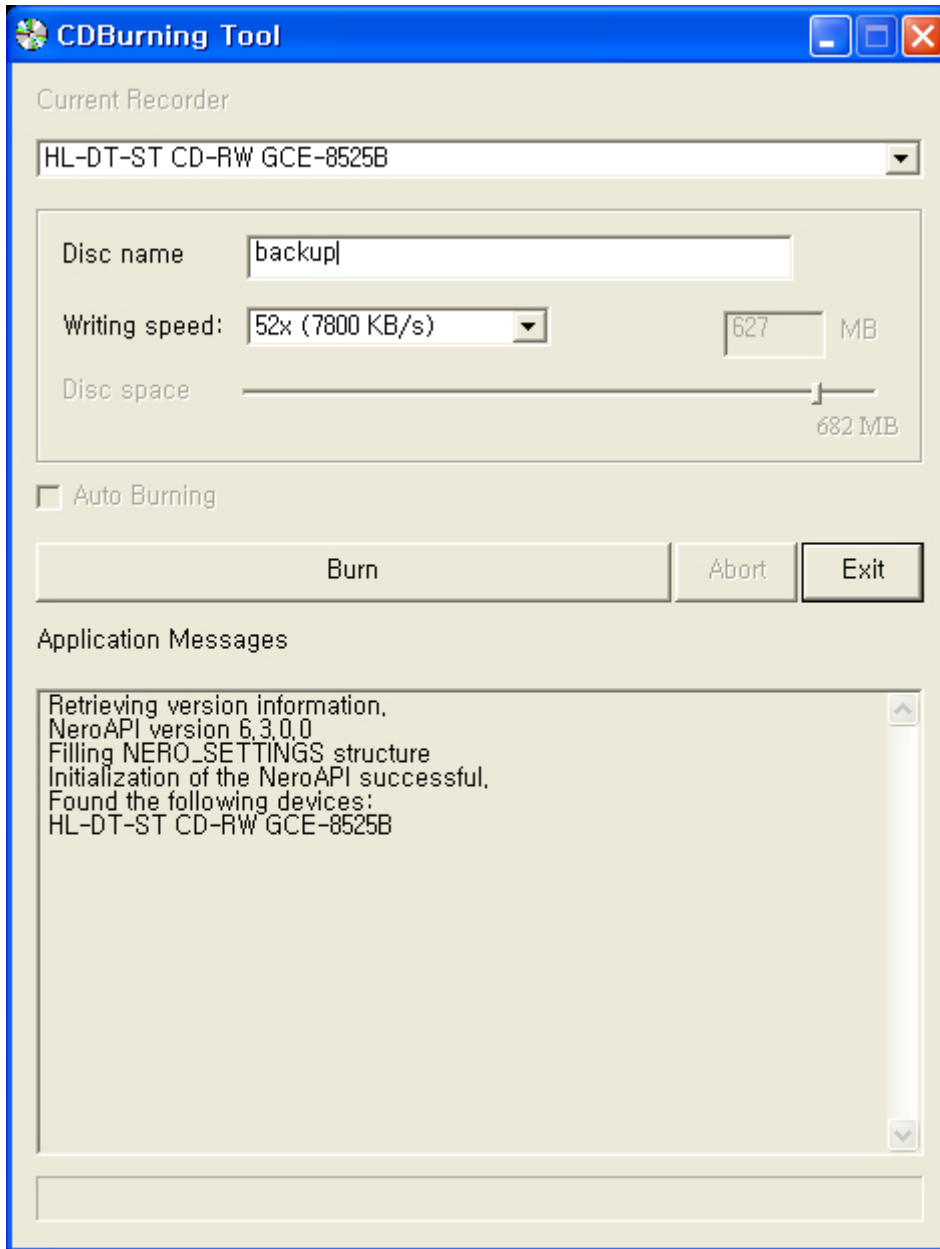 CDBurning Tool
Current Recorder
HL-DT-ST CD-RW GCE-8525B
Disc name backup
Writing speed: 52x (7800 KB/s) 627 MB
Disc space
682 MB
Auto Burning
Burn Abort Exit
Application Messages
Retrieving version information,
NeroAPI version 6,3,0,0
Filling NERO_SETTINGS structure
Initialization of the NeroAPI successful,
Found the following devices:
HL-DT-ST CD-RW GCE-8525B